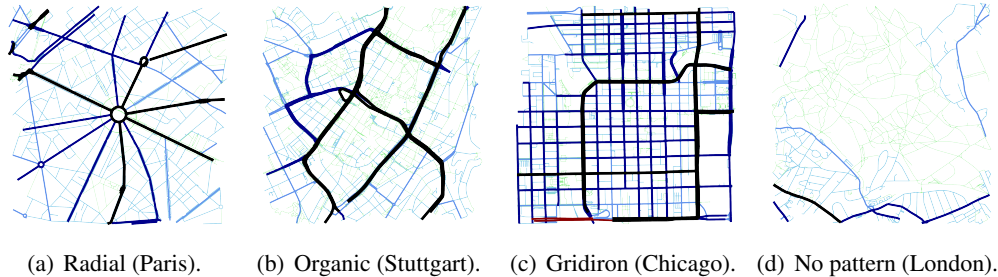 (a) Radial (Paris).
(b) Organic (Stuttgart).
(c) Gridiron (Chicago).
(d) No pattern (London).